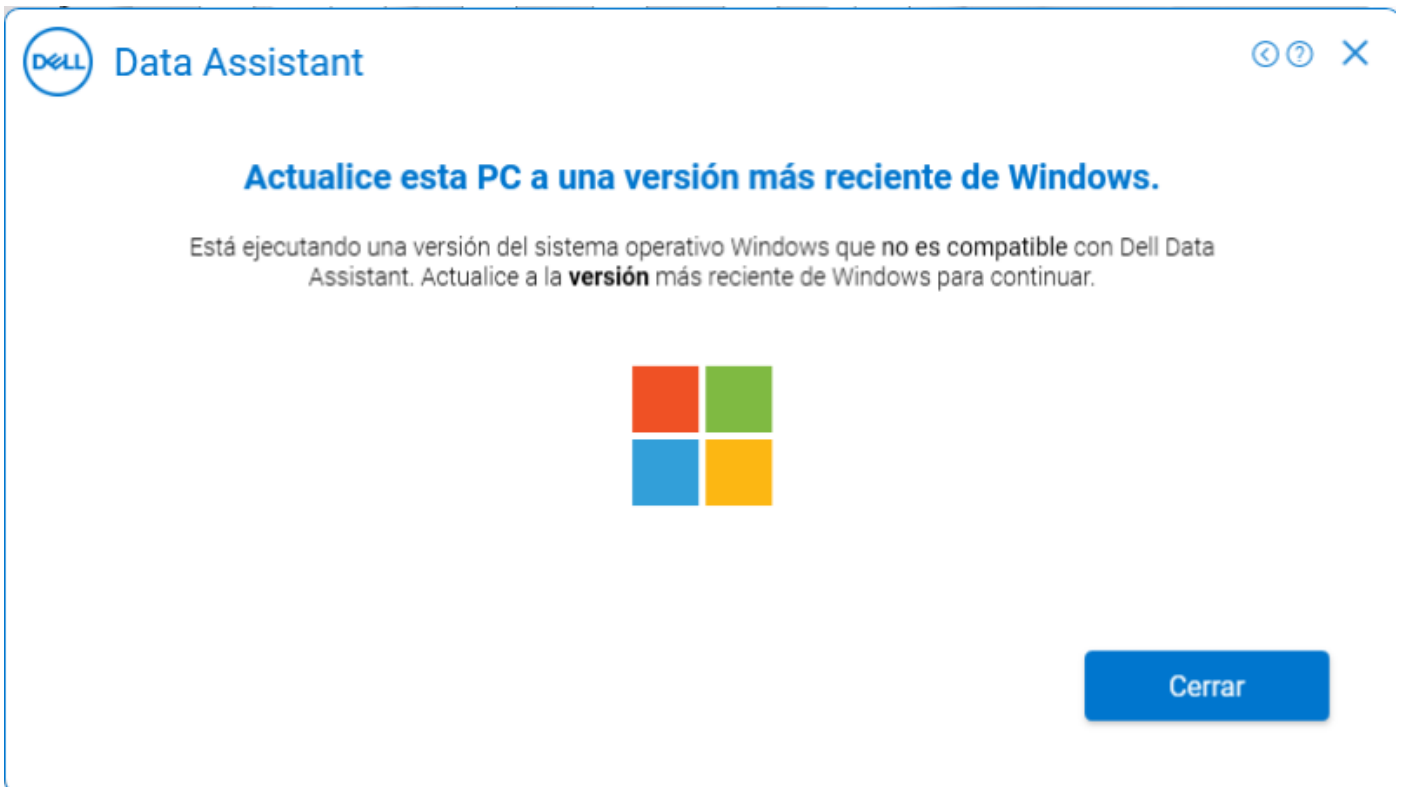 DELL
Data Assistant
Actualice esta PC a una versión más reciente de Windows.
Está ejecutando una versión del sistema operativo Windows que no es compatible con Dell Data
Assistant. Actualice a la versión más reciente de Windows para continuar.
Cerrar